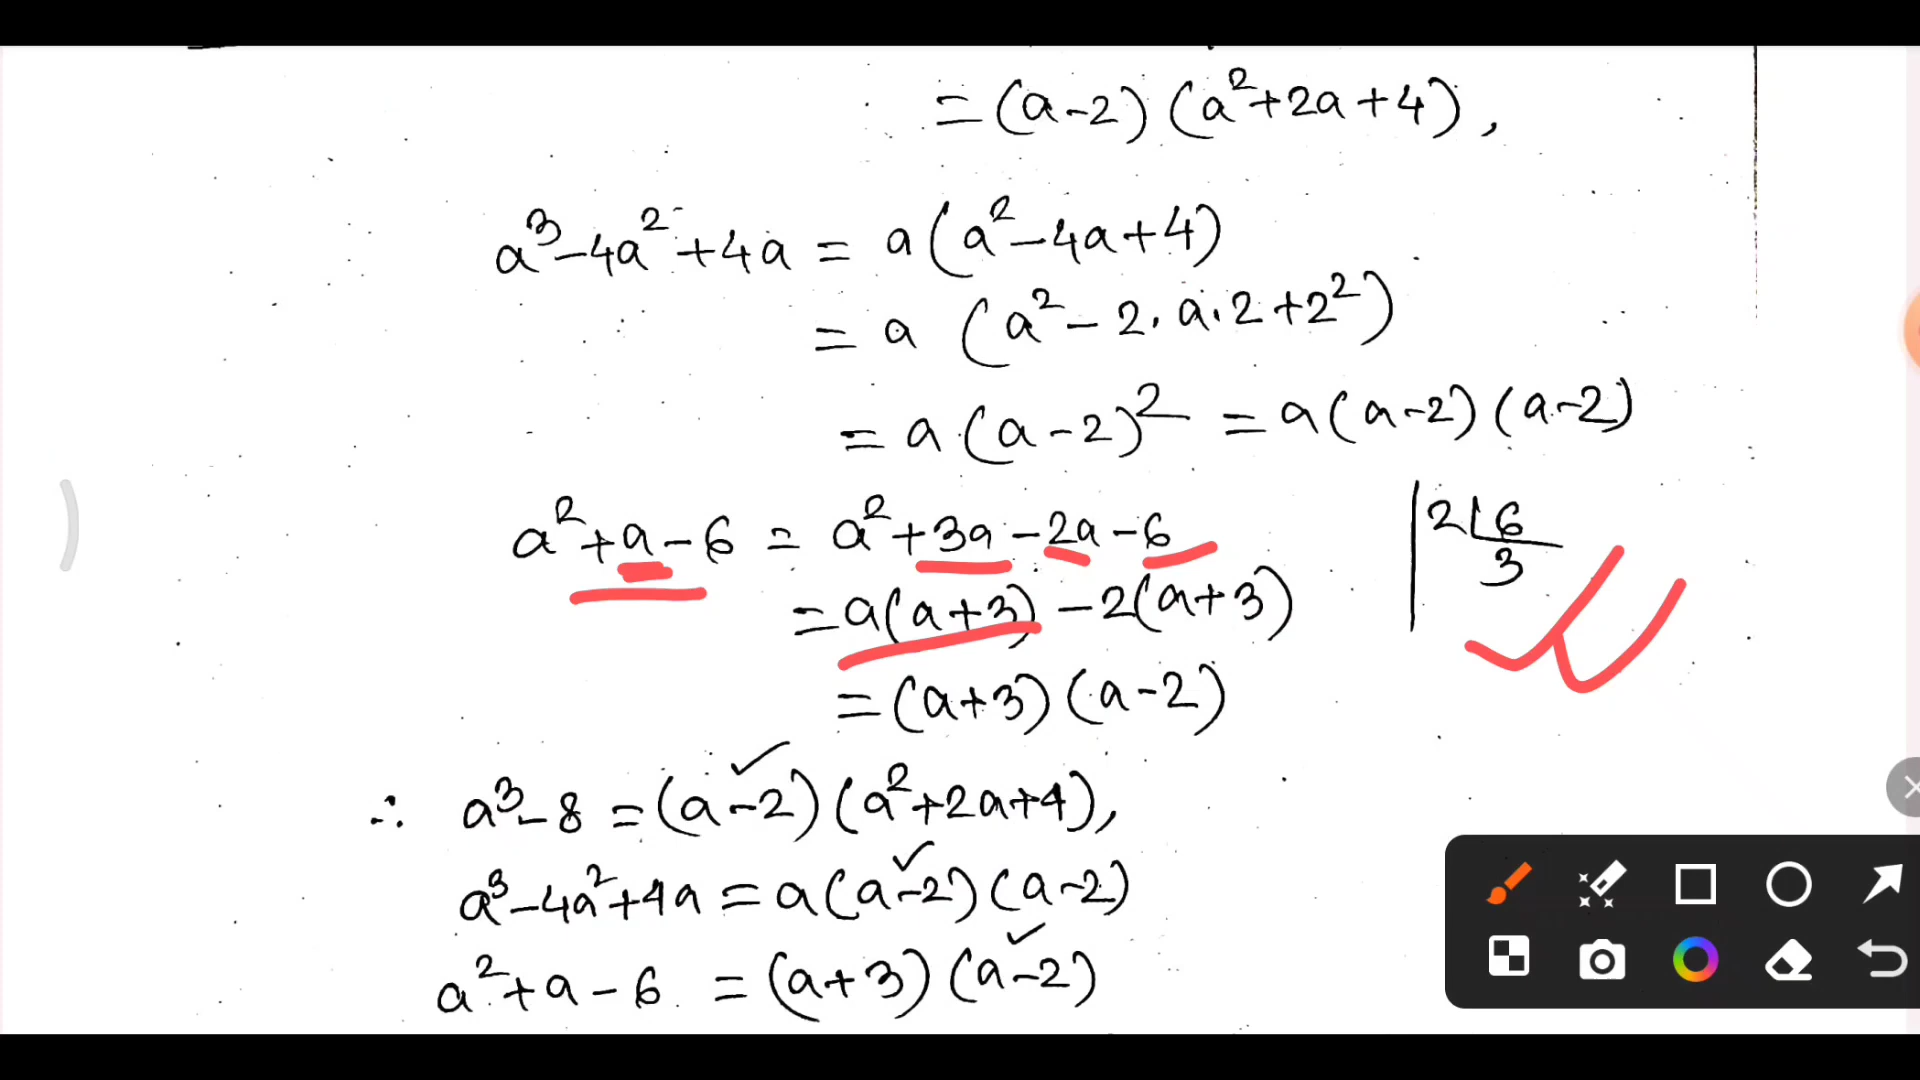 = (a-2) (a²+2a+4),
a³-4a²+4a = a(a²-4a+4)
= a (a²- 2. a.2 +2²)
= a (a-2)² = a(a-2) (a-2)
a²+a-6 = a²+3a-2a-6
2 6
= a(a+3) -2(a+3)
3
= (a+3) (a-2)
∴ a³-8 = (a-2) (a²+2a+4),
a³-4a²+4a = a(a-2) (a-2)
a²+a-6 = (a+3) (a-2)